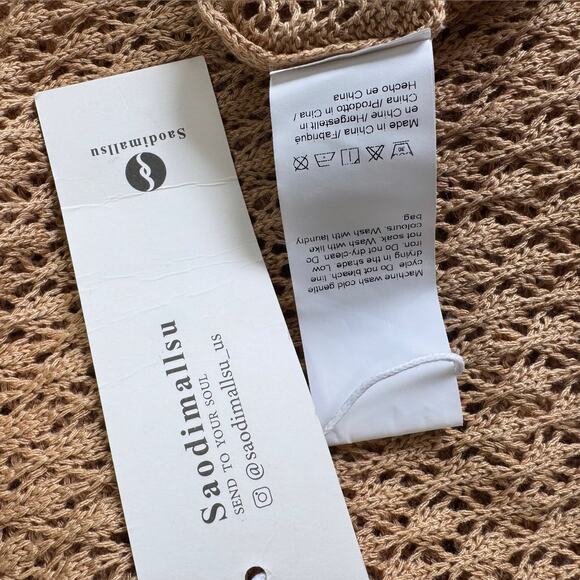 Saodimallsu
Saodimallsu
SEND TO YOUR SOUL
@saodimallsu_us
Machine wash cold gentle
cycle. Do not bleach. line
drying in the shade. Low
iron. Do not dry-clean. Do
not soak. Wash with like
colours. Wash with laundry
bag
30
Made in China /Fabriqué
en Chine /Hergestellt in
China /Prodotto in Cina /
Hecho en China